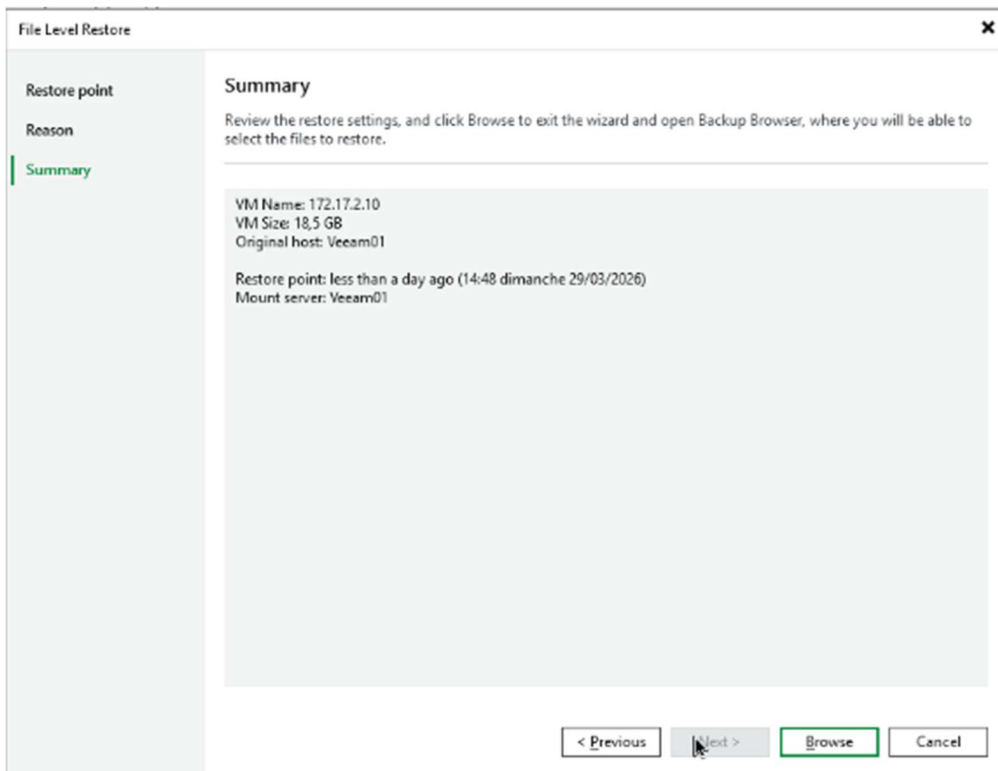 File Level Restore
Restore point
Reason
Summary
Summary
Review the restore settings, and click Browse to exit the wizard and open Backup Browser, where you will be able to
select the files to restore.
VM Name: 172.17.2.10
VM Size: 18,5 GB
Original host: Veeam01
Restore point: less than a day ago (14:48 dimanche 29/03/2026)
Mount server: Veeam01
< Previous
Next >
Browse
Cancel